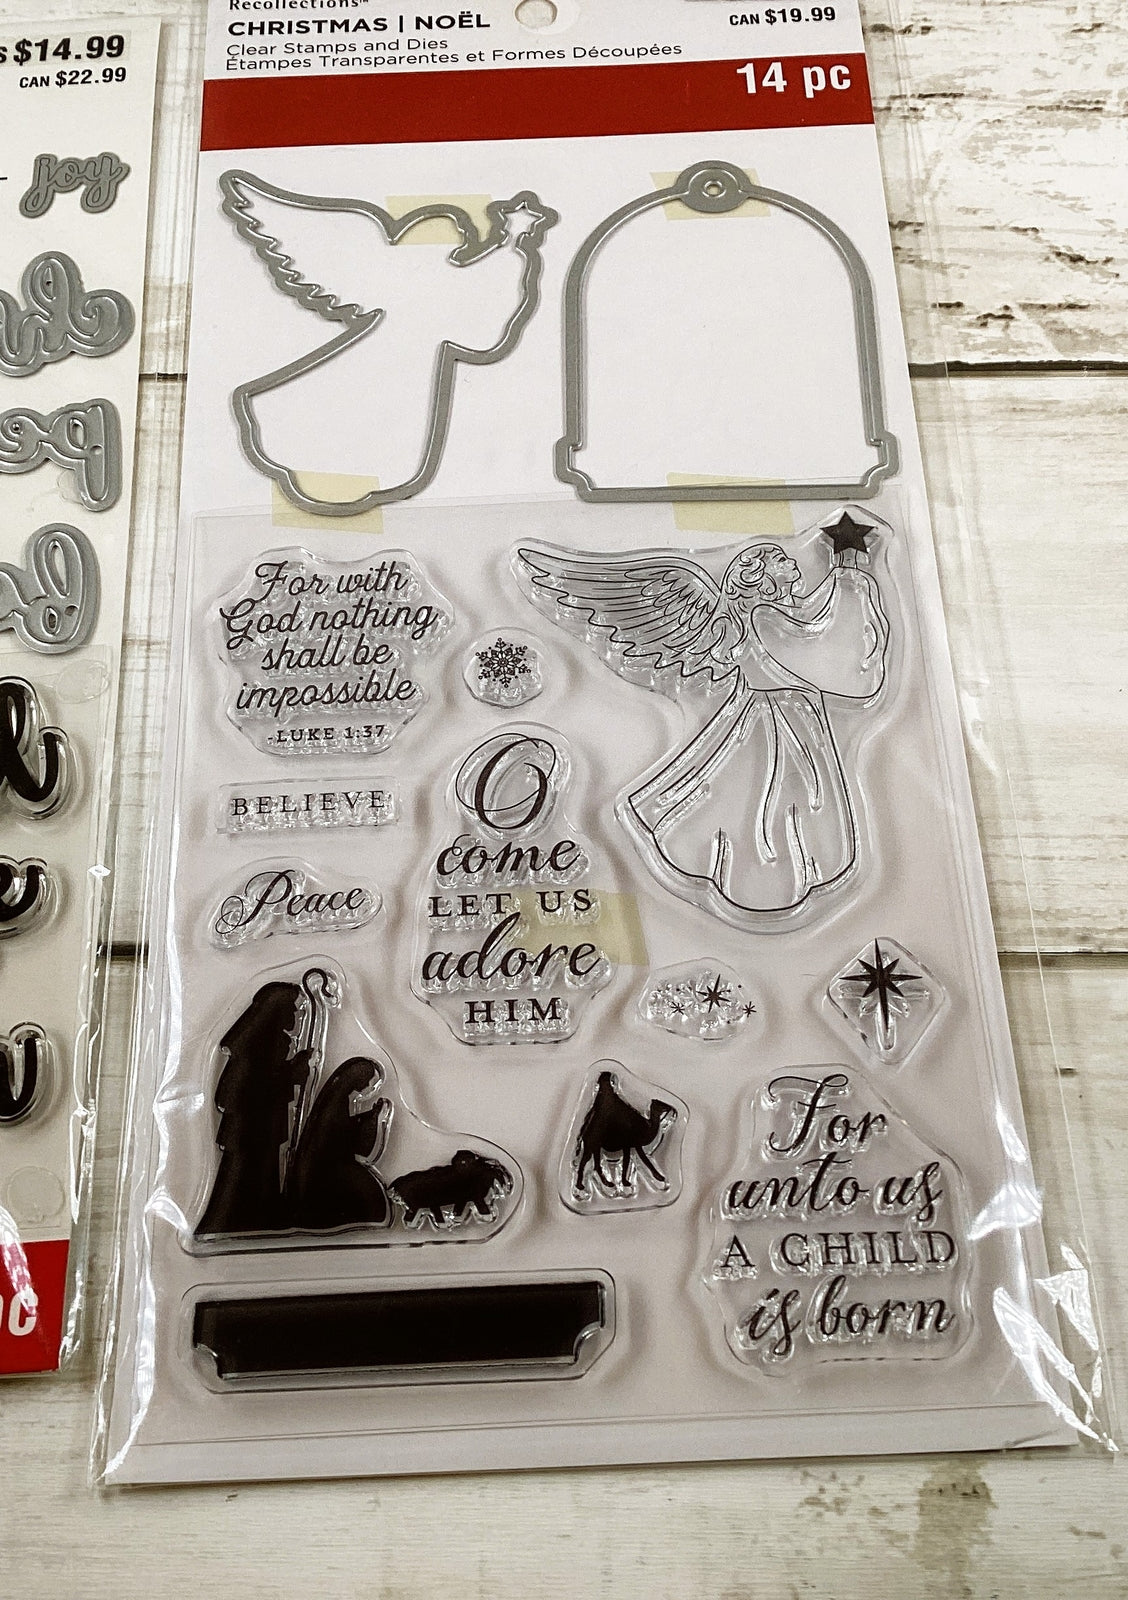 $14.99
CAN $22.99
joy
Recollections™
CHRISTMAS | NOËL
Clear Stamps and Dies
Étampes Transparentes et Formes Découpées
CAN $19.99
14 pc
For with
God nothing
shall be
impossible
-LUKE 1:37
BELIEVE
Peace
O
come
LET US
adore
HIM
For
unto us
A CHILD
is born